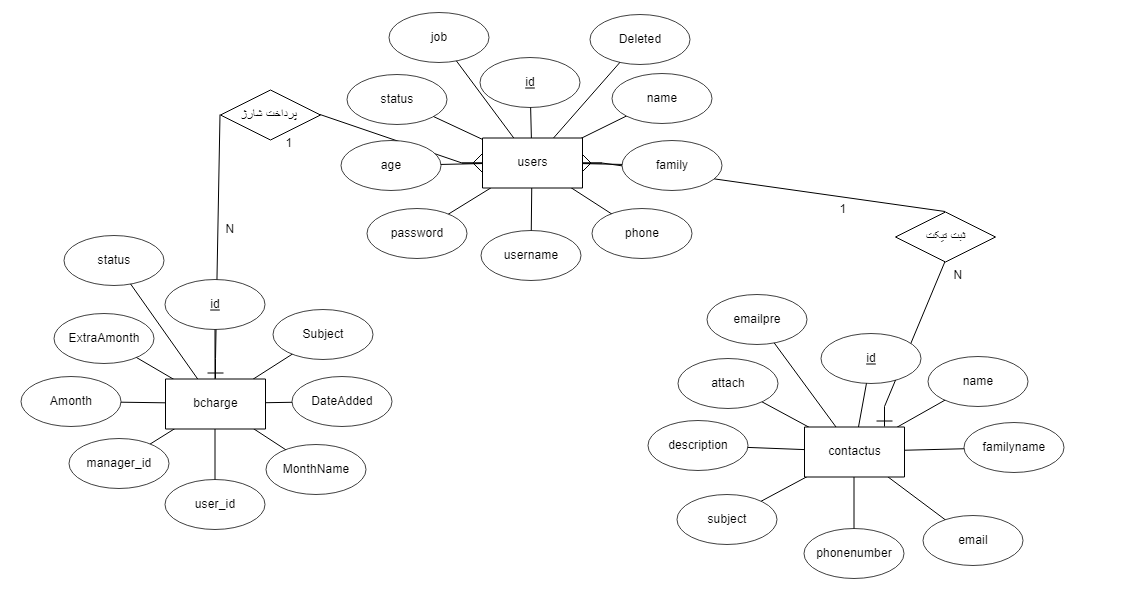 job
Deleted
id
status
name
پرداخت شارژ
1
users
age
family
password
username
phone
1
ثبت تیکت
N
N
status
id
ExtraAmonth
Subject
Amonth
bcharge
DateAdded
manager_id
MonthName
user_id
emailpre
id
attach
name
description
contactus
familyname
subject
phonenumber
email